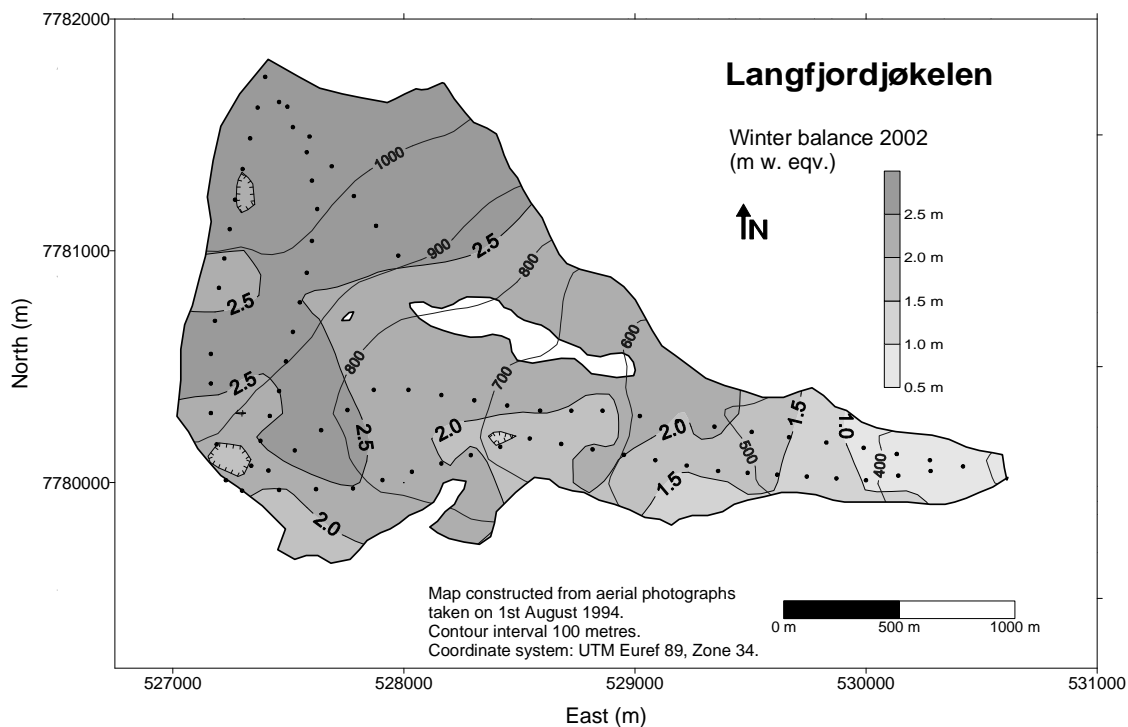 7782000
7781000
7780000
North (m)
Langfjordjøkelen
Winter balance 2002
(m w. eqv.)
N
2.5 m
2.0 m
1.5 m
1.0 m
0.5 m
1000
900
2.5
800
2.5
600
800
700
2.5
2.5
2.0
2.0
1.5
1.0
500
400
1.5
2.0
Map constructed from aerial photographs
taken on 1st August 1994.
Contour interval 100 metres.
Coordinate system: UTM Euref 89, Zone 34.
0 m
500 m
1000 m
527000
528000
529000
530000
531000
East (m)